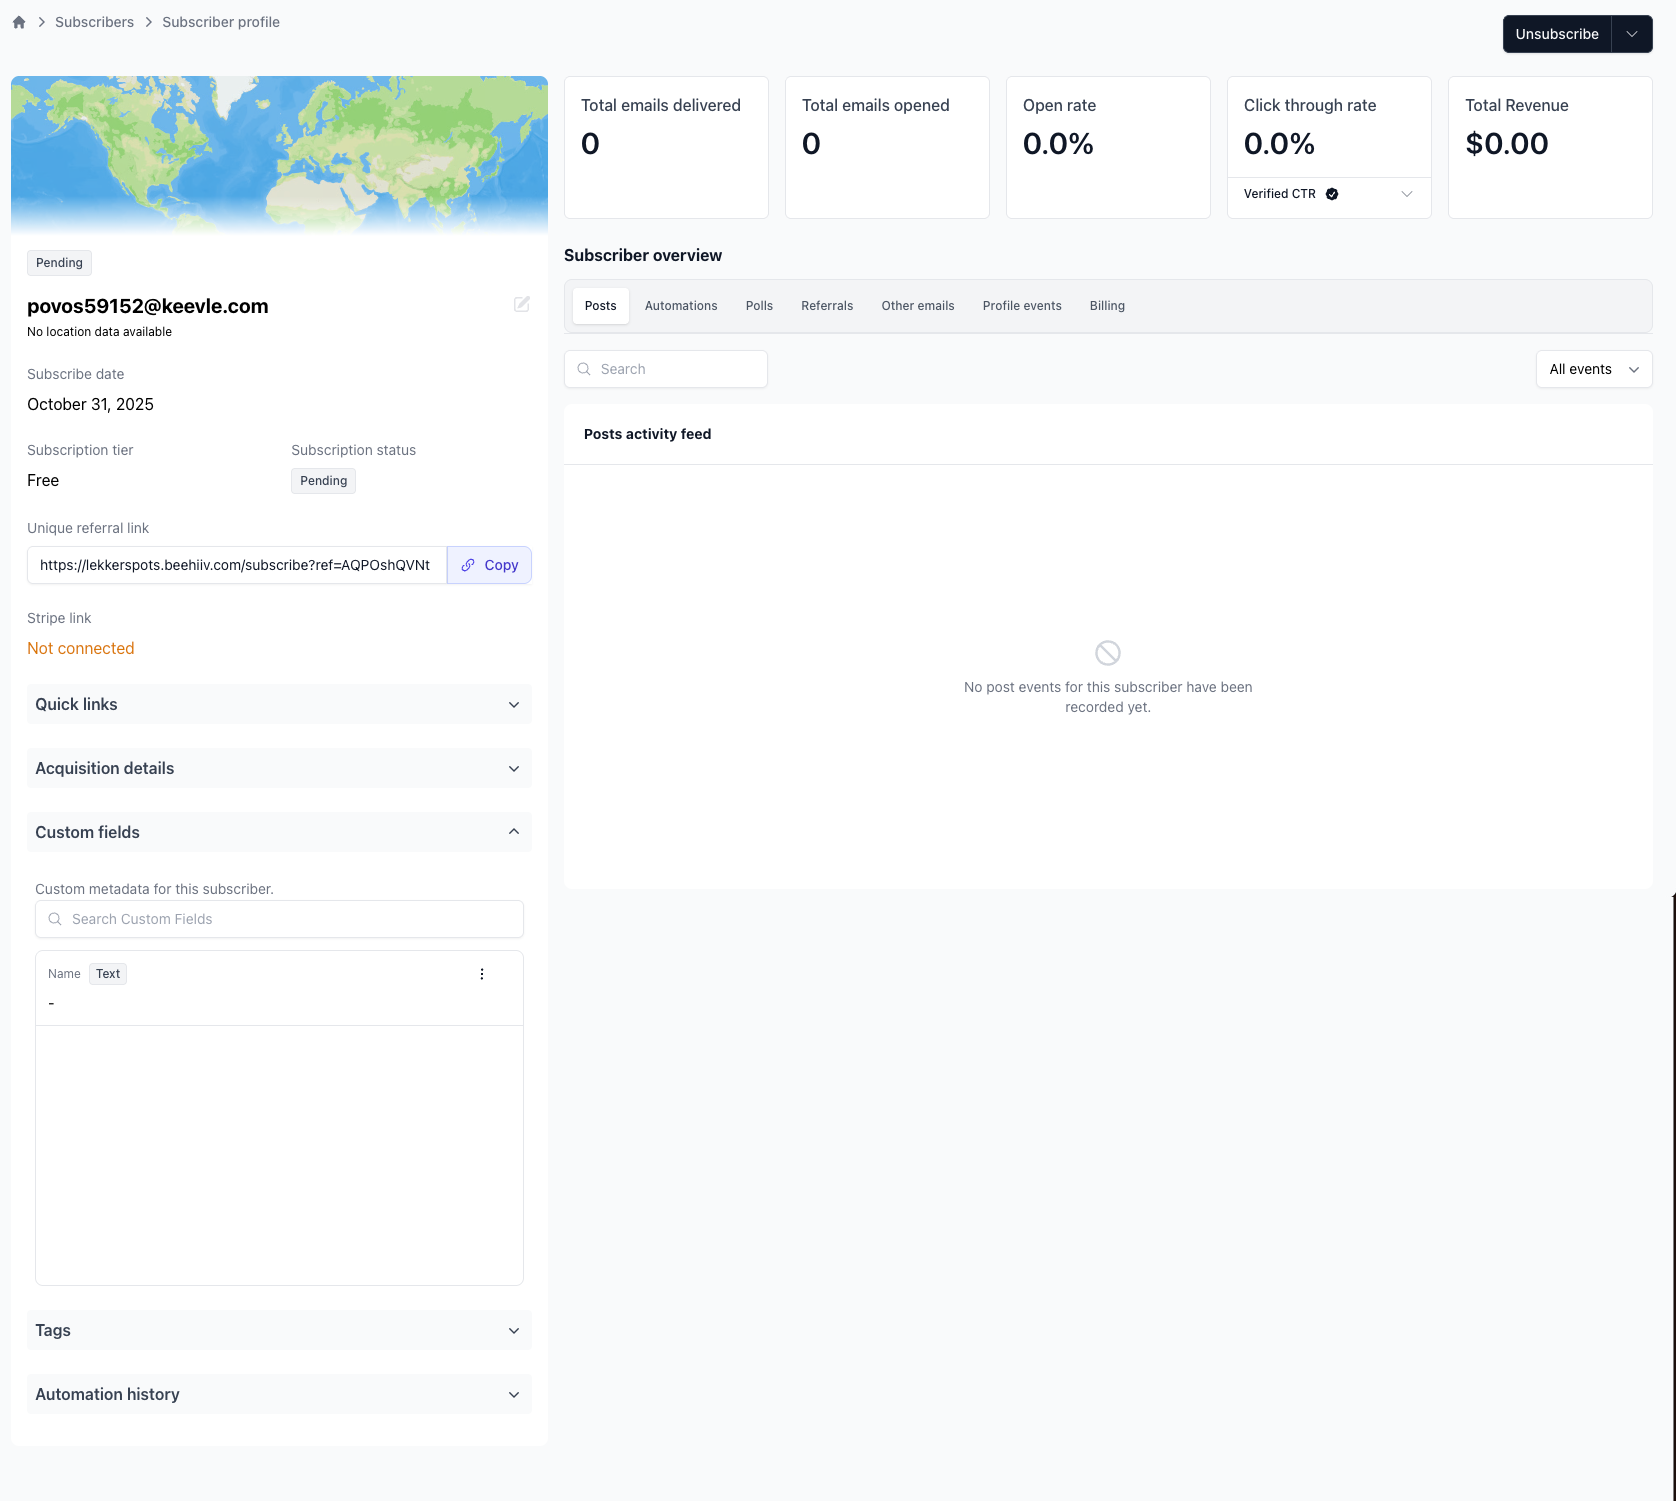 Subscribers
Subscriber profile
Unsubscribe
Pending
povos59152@keevle.com
No location data available
Subscribe date
October 31, 2025
Subscription tier
Free
Subscription status
Pending
Unique referral link
https://lekkerspots.beehiiv.com/subscribe?ref=AQPOshQVNt
Copy
Stripe link
Not connected
Quick links
Acquisition details
Custom fields
Custom metadata for this subscriber.
Search Custom Fields
Name Text
-
Tags
Automation history
Total emails delivered
0
Total emails opened
0
Open rate
0.0%
Click through rate
0.0%
Verified CTR
Total Revenue
$0.00
Subscriber overview
Posts Automations Polls Referrals Other emails Profile events Billing
Search
All events
Posts activity feed
No post events for this subscriber have been
recorded yet.